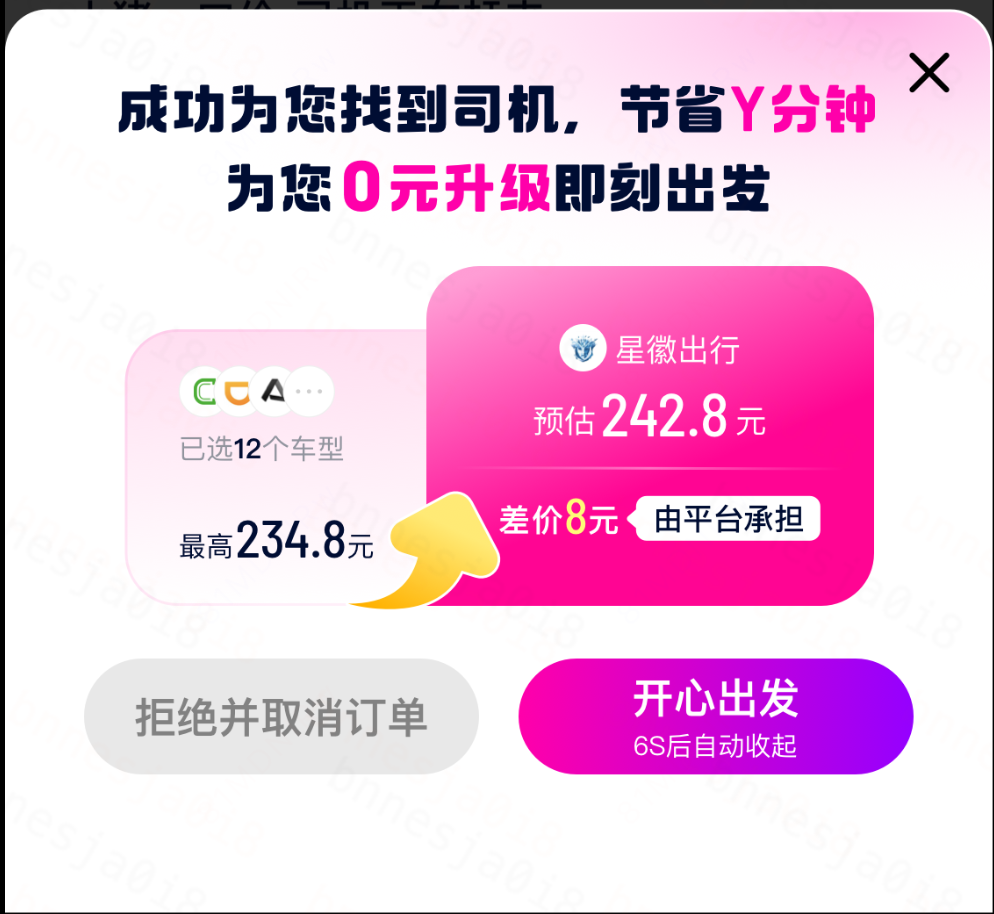 成功为您找到司机，节省Y分钟
为您0元升级即刻出发
星徽出行
预估242.8元
已选12个车型
差价8元 由平台承担
最高234.8元
拒绝并取消订单
开心出发
6S后自动收起